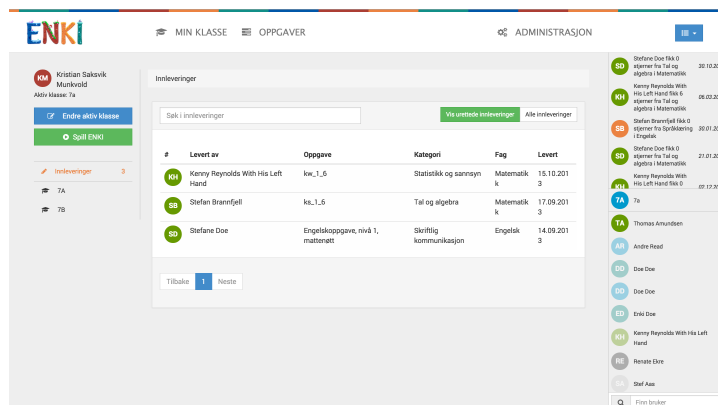 ENKI
MIN KLASSE
OPPGAVER
ADMINISTRASJON
KM
Kristian Saksvik
Munkvold
Aktiv klasse: 7a
Endre aktiv klasse
Spill ENKI
Innleveringer 3
7A
7B
Innleveringer
Søk i innleveringer
Vis urettede innleveringer
Alle innleveringer
# Levert av Oppgave Kategori Fag Levert
KH Kenny Reynolds With His Left kw_1_6 Statistikk og sannsyn Matematik 15.10.201
Hand k 3
SB Stefan Brannfjell ks_1_6 Tal og algebra Matematik 17.09.201
k 3
SD Stefane Doe Engelskoppgave, nivå 1, Skriftlig Engelsk 14.09.201
mattenøtt kommunikasjon 3
Tilbake 1 Neste
Stefane Doe fikk 0
SD stjerner fra Tal og 30.10.20
algebra i Matematikk
Kenny Reynolds With
KH His Left Hand fikk 6 06.03.20
stjerner fra Tal og
algebra i Matematikk
Stefan Brannfjell fikk 0
SB stjerner fra Språklæring 30.01.20
i Engelsk
Stefane Doe fikk 0
SD stjerner fra Tal og 21.01.20
algebra i Matematikk
Kenny Reynolds With
KH His Left Hand fikk 0 02.12.20
7A 7a
TA Thomas Amundsen
AR Andre Read
DD Doe Doe
DD Doe Doe
ED Enki Doe
KH Kenny Reynolds With His Left
Hand
RE Renate Ekre
SA Stef Aas
Finn bruker